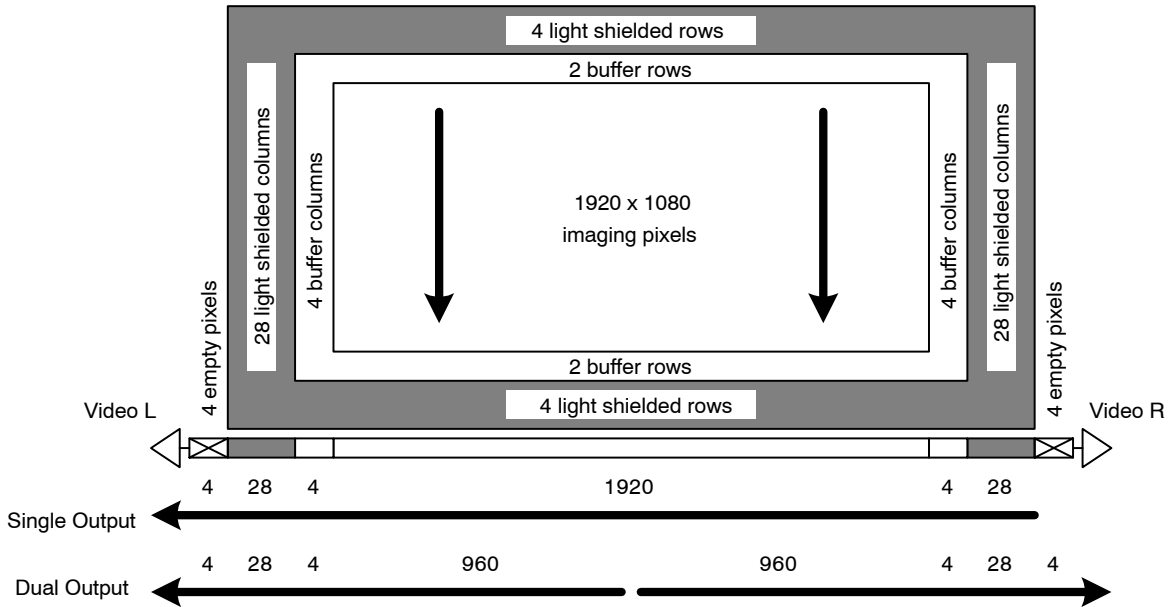 4 light shielded rows
2 buffer rows
28 light shielded columns
4 buffer columns
1920 x 1080
imaging pixels
4 buffer columns
28 light shielded columns
4 empty pixels
4 empty pixels
2 buffer rows
4 light shielded rows
Video L
Video R
4 28 4 1920 4 28
Single Output
4 28 4 960 960 4 28 4
Dual Output